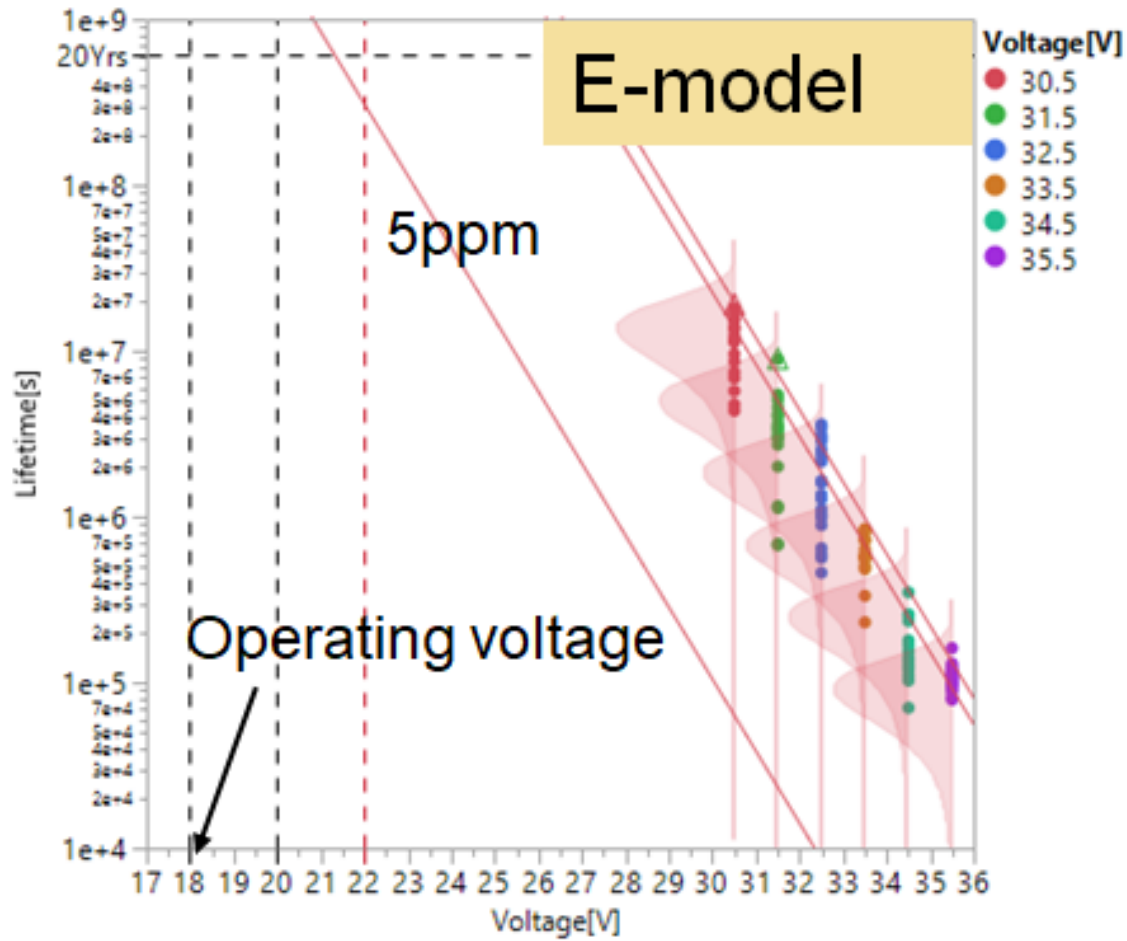 1e+9
20Yrs
4e+8
3e+8
2e+8
1e+8
7e+7
5e+7
4e+7
3e+7
2e+7
1e+7
7e+6
5e+6
4e+6
3e+6
2e+6
1e+6
7e+5
5e+5
4e+5
3e+5
2e+5
1e+5
7e+4
5e+4
4e+4
3e+4
2e+4
1e+4
Lifetime[s]
E-model
5ppm
Operating voltage
17 18 19 20 21 22 23 24 25 26 27 28 29 30 31 32 33 34 35 36
Voltage[V]
Voltage[V]
30.5
31.5
32.5
33.5
34.5
35.5